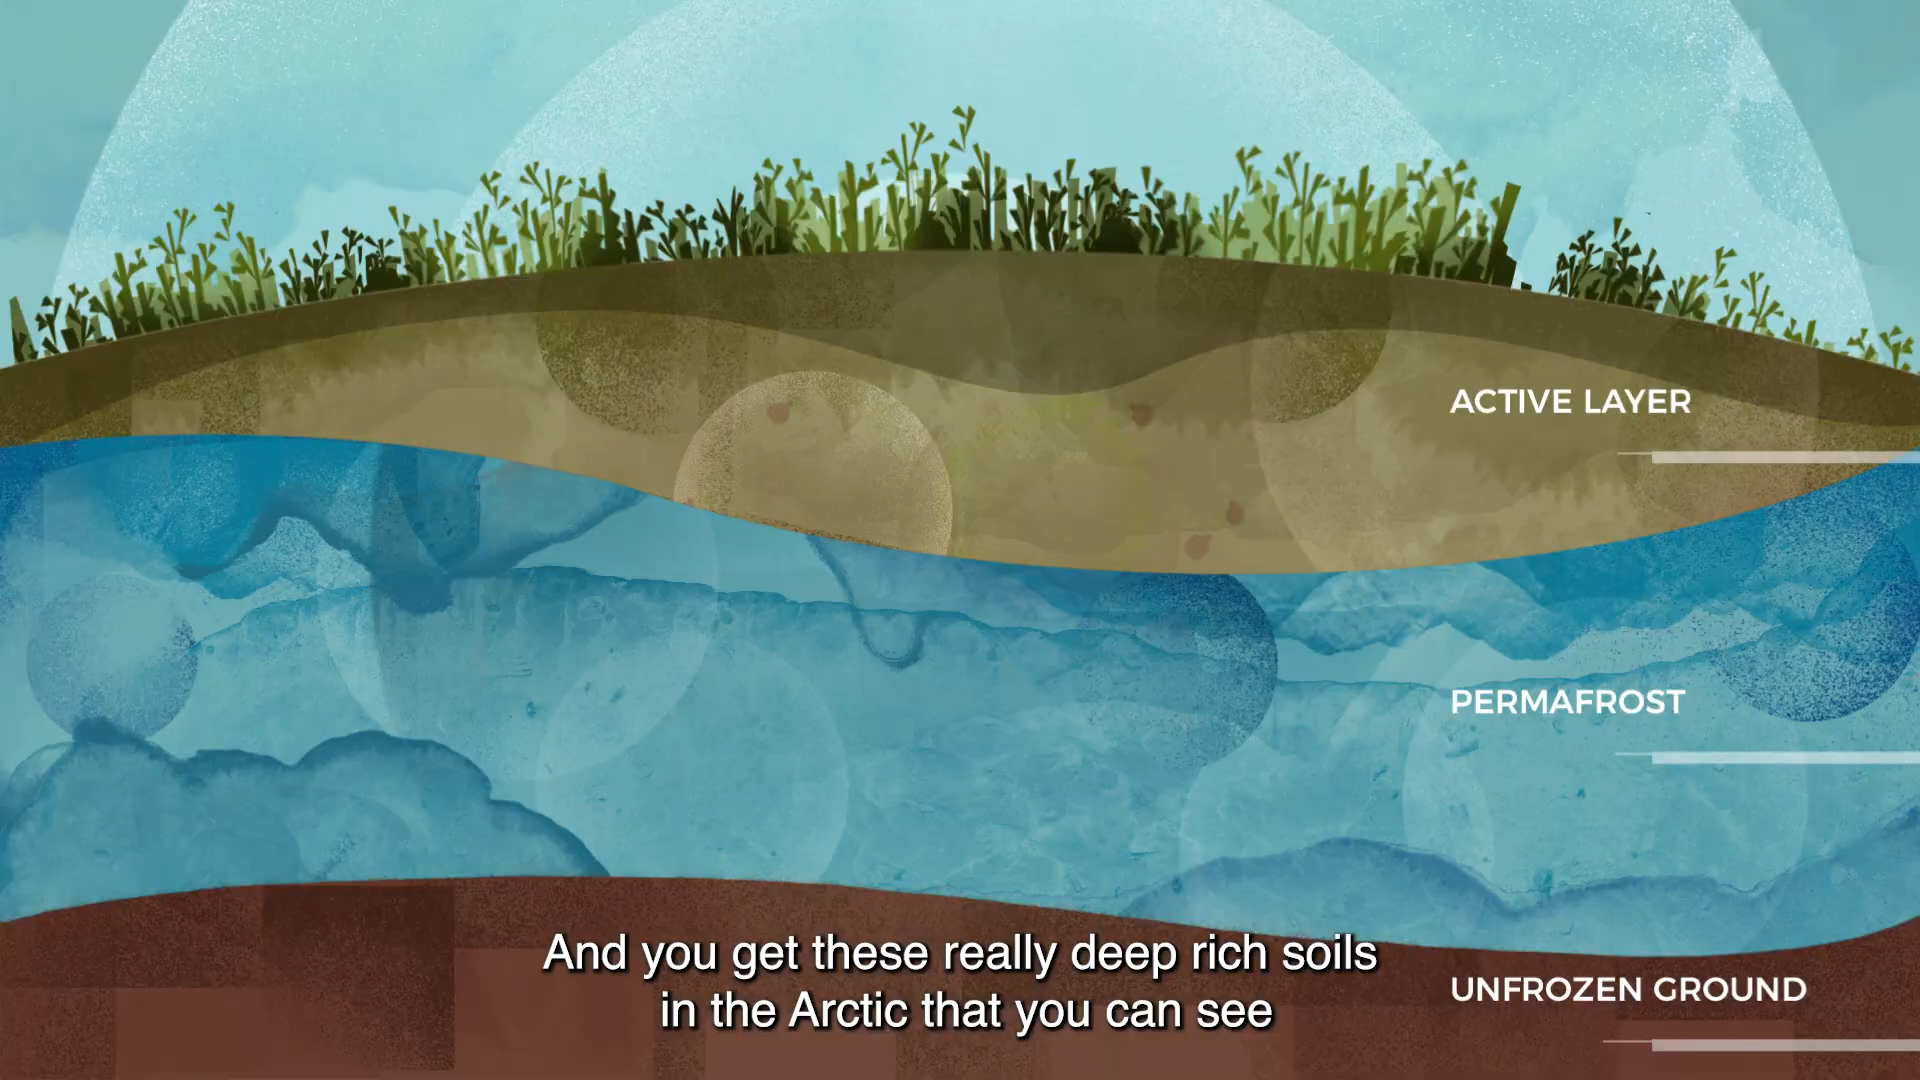 ACTIVE LAYER
PERMAFROST
UNFROZEN GROUND
And you get these really deep rich soils
in the Arctic that you can see